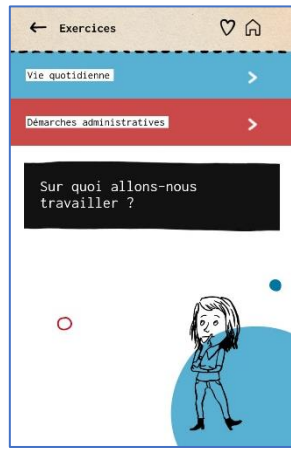 Exercices
Vie quotidienne
Démarches administratives
Sur quoi allons-nous
travailler ?